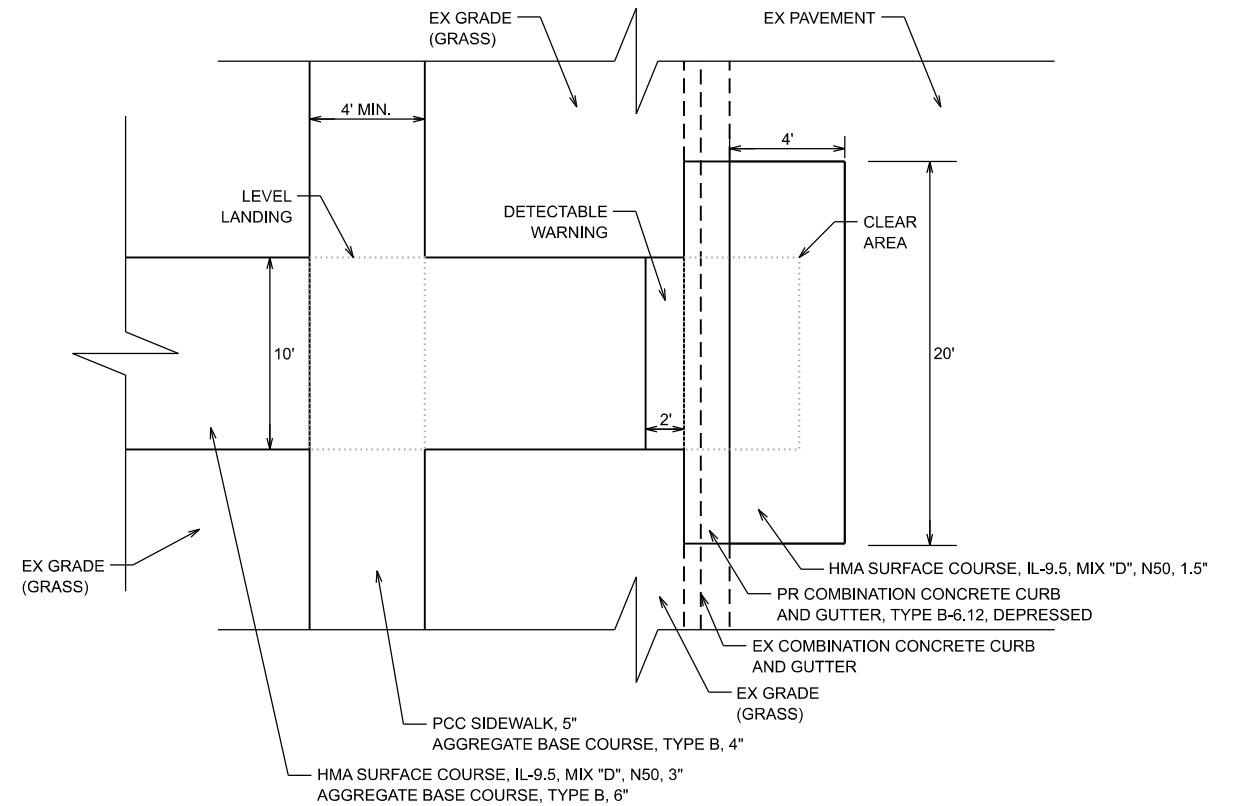 EX GRADE
(GRASS)
EX PAVEMENT
4' MIN.
4'
LEVEL
LANDING
DETECTABLE
WARNING
CLEAR
AREA
10'
20'
2'
EX GRADE
(GRASS)
HMA SURFACE COURSE, IL-9.5, MIX "D", N50, 1.5"
PR COMBINATION CONCRETE CURB
AND GUTTER, TYPE B-6.12, DEPRESSED
EX COMBINATION CONCRETE CURB
AND GUTTER
EX GRADE
(GRASS)
PCC SIDEWALK, 5"
AGGREGATE BASE COURSE, TYPE B, 4"
HMA SURFACE COURSE, IL-9.5, MIX "D", N50, 3"
AGGREGATE BASE COURSE, TYPE B, 6"